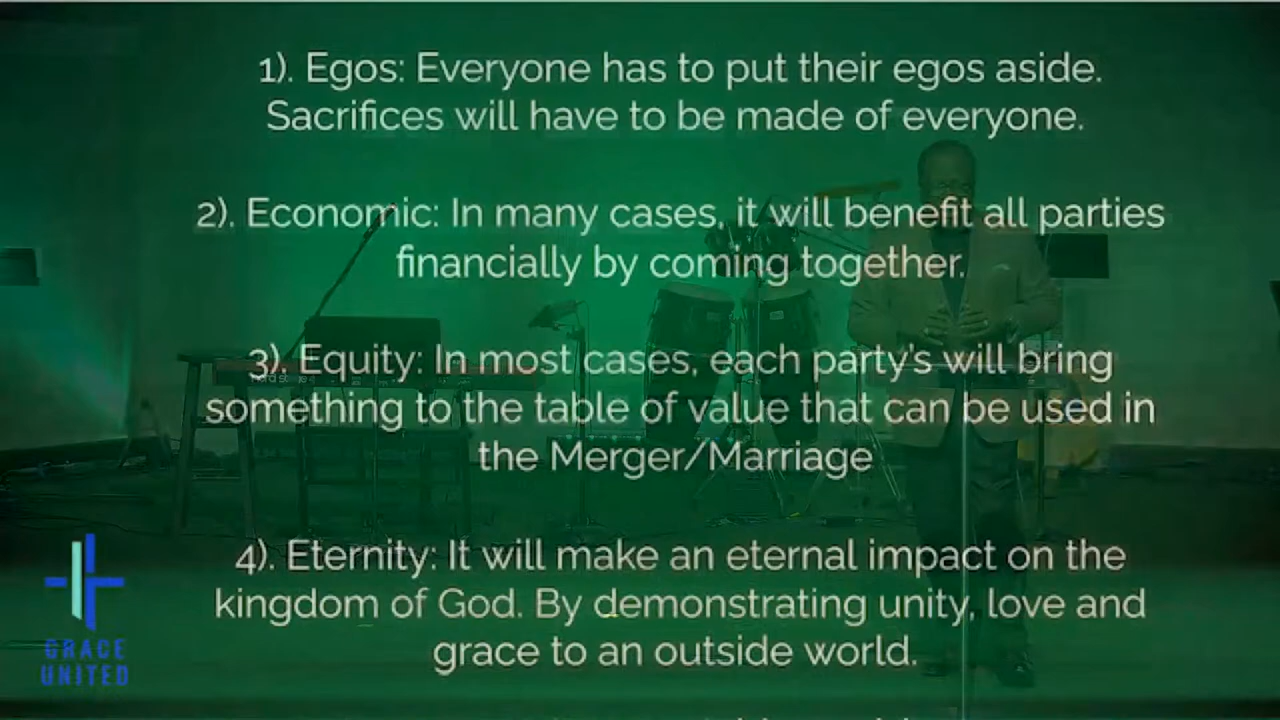 1). Egos: Everyone has to put their egos aside.
Sacrifices will have to be made of everyone.
2). Economic: In many cases, it will benefit all parties
financially by coming together.
3). Equity: In most cases, each party's will bring
something to the table of value that can be used in
the Merger/Marriage
4). Eternity: It will make an eternal impact on the
kingdom of God. By demonstrating unity, love and
grace to an outside world.
GRACE
UNITED